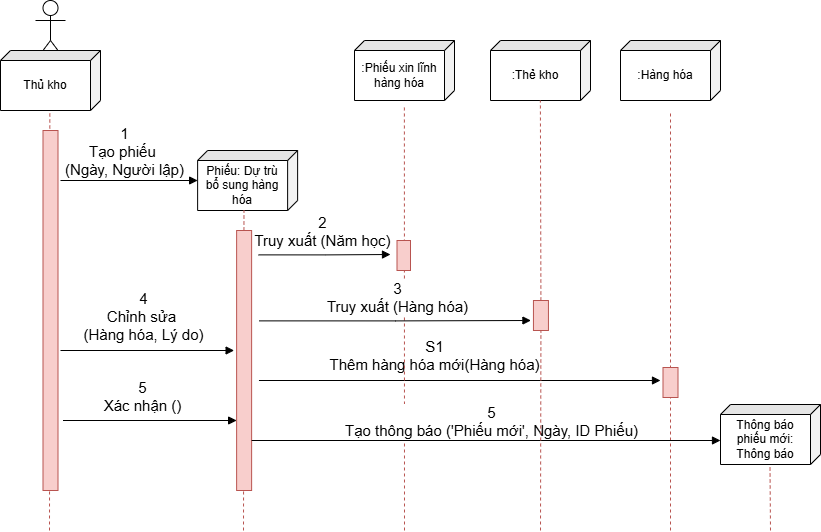 Thủ kho
:Phiếu xin lĩnh
hàng hóa
:Thẻ kho
:Hàng hóa
1
Tạo phiếu
(Ngày, Người lập)
Phiếu: Dự trù
bổ sung hàng
hóa
2
Truy xuất (Năm học)
3
Truy xuất (Hàng hóa)
4
Chỉnh sửa
(Hàng hóa, Lý do)
S1
Thêm hàng hóa mới(Hàng hóa)
5
Xác nhận ()
5
Tạo thông báo ('Phiếu mới', Ngày, ID Phiếu)
Thông báo
phiếu mới:
Thông báo